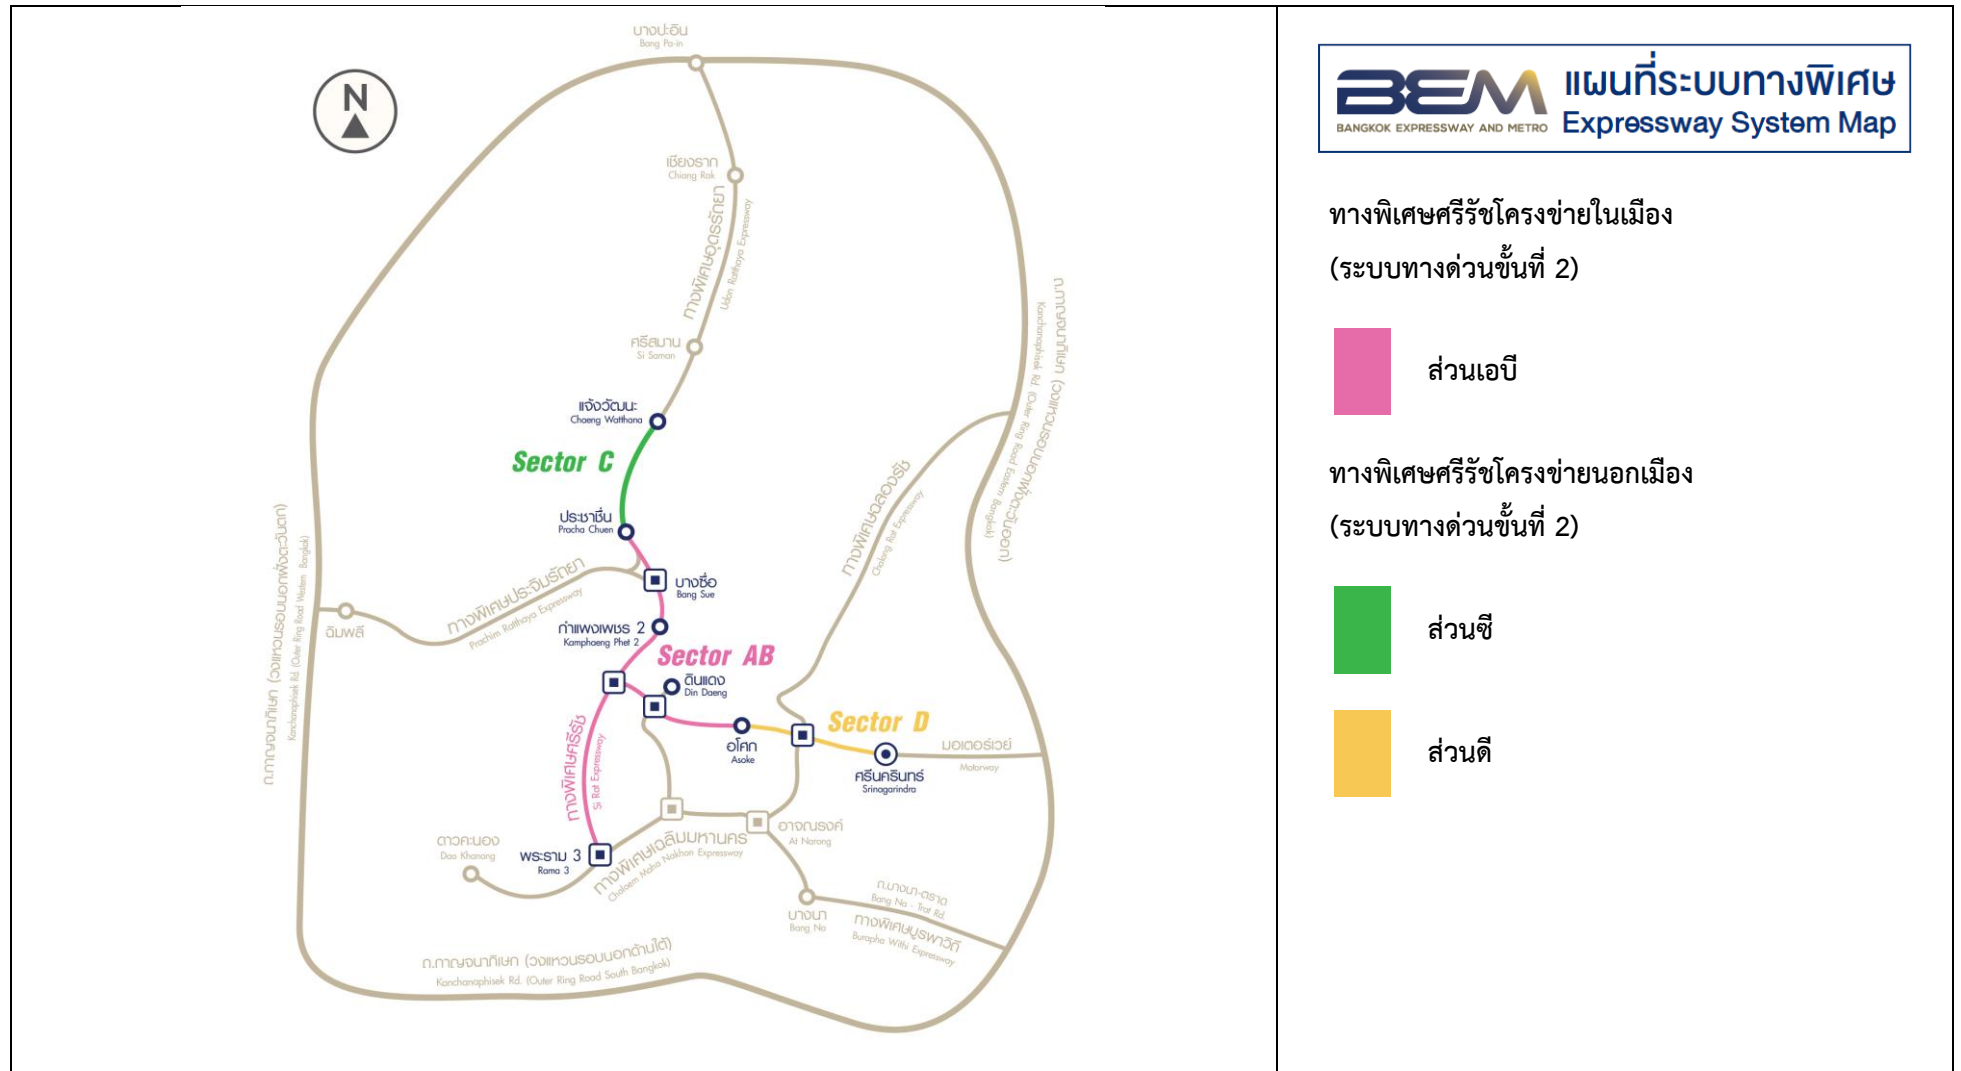 บางปะอิน
Bang Pa-in
N
เชียงราก
Chiang Rak
ทางพิเศษอุดรรัถยา
Udon Ratthaya Expressway
ศรีสมาน
Si Saman
แจ้งวัฒนะ
Chaeng Watthana
Sector C
ประชาชื่น
Pracha Chuen
ทางพิเศษฉลองรัช
Chalong Rat Expressway
ถ.กาญจนาภิเษก (วงแหวนรอบนอกฝั่งตะวันออก)
Kanchanaphisek Rd. (Outer Ring Road Eastern Bangkok)
ถ.กาญจนาภิเษก (วงแหวนรอบนอกฝั่งตะวันตก)
Kanchanaphisek Rd. (Outer Ring Road Western Bangkok)
ทางพิเศษประจิมรัถยา
Prachim Ratthaya Expressway
ฉิมพลี
บางซื่อ
Bang Sue
กำแพงเพชร 2
Kamphaeng Phet 2
Sector AB
ดินแดง
Din Daeng
ทางพิเศษศรีรัช
Si Rat Expressway
อโศก
Asoke
Sector D
ศรีนครินทร์
Srinagarindra
มอเตอร์เวย์
Motorway
ดาวคะนอง
Dao Khanong
พระราม 3
Rama 3
ทางพิเศษเฉลิมมหานคร
Chaloem Maha Nakhon Expressway
อาจณรงค์
At Narong
บางนา
Bang Na
ถ.บางนา-ตราด
Bang Na - Trat Rd.
ทางพิเศษบูรพาวิถี
Burapha Withi Expressway
ถ.กาญจนาภิเษก (วงแหวนรอบนอกด้านใต้)
Kanchanaphisek Rd. (Outer Ring Road South Bangkok)
BEM
BANGKOK EXPRESSWAY AND METRO
แผนที่ระบบทางพิเศษ
Expressway System Map
ทางพิเศษศรีรัชโครงข่ายในเมือง
(ระบบทางด่วนขั้นที่ 2)
ส่วนเอบี
ทางพิเศษศรีรัชโครงข่ายนอกเมือง
(ระบบทางด่วนขั้นที่ 2)
ส่วนซี
ส่วนดี